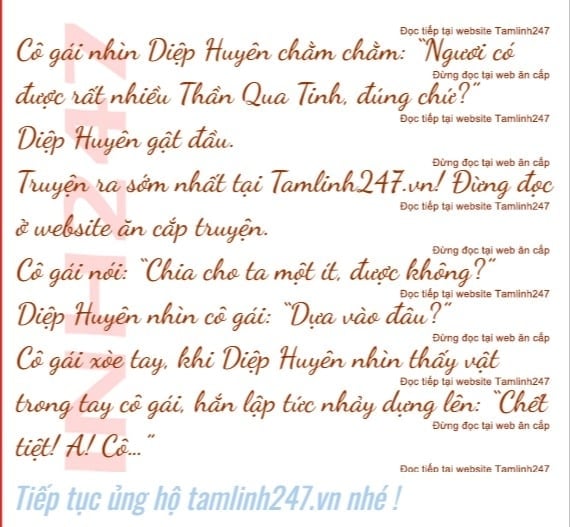 Đọc tiếp tại website Tamlinh247
Cô gái nhìn Diệp Huyên chằm chằm: "Ngươi có
Đừng đọc tại web ăn cắp
được rất nhiều Thần Qua Tinh, đúng chứ?"
Đọc tiếp tại website Tamlinh247
Diệp Huyên gật đầu.
Đừng đọc tại web ăn cắp
Truyện ra sớm nhất tại Tamlinh247.vn! Đừng đọc
Đọc tiếp tại website Tamlinh247
ở website ăn cắp truyện.
Đừng đọc tại web ăn cắp
Cô gái nói: "Chia cho ta một ít, được không?"
Đọc tiếp tại website Tamlinh247
Diệp Huyên nhìn cô gái: "Dựa vào đâu?"
Đừng đọc tại web ăn cắp
Cô gái xòe tay, khi Diệp Huyên nhìn thấy vật
Đọc tiếp tại website Tamlinh247
trong tay cô gái, hắn lập tức nhảy dựng lên: "Chết
Đừng đọc tại web ăn cắp
tiệt! A! Cô..."
Đọc tiếp tại website Tamlinh247
Tiếp tục ủng hộ tamlinh247.vn nhé !
INH247